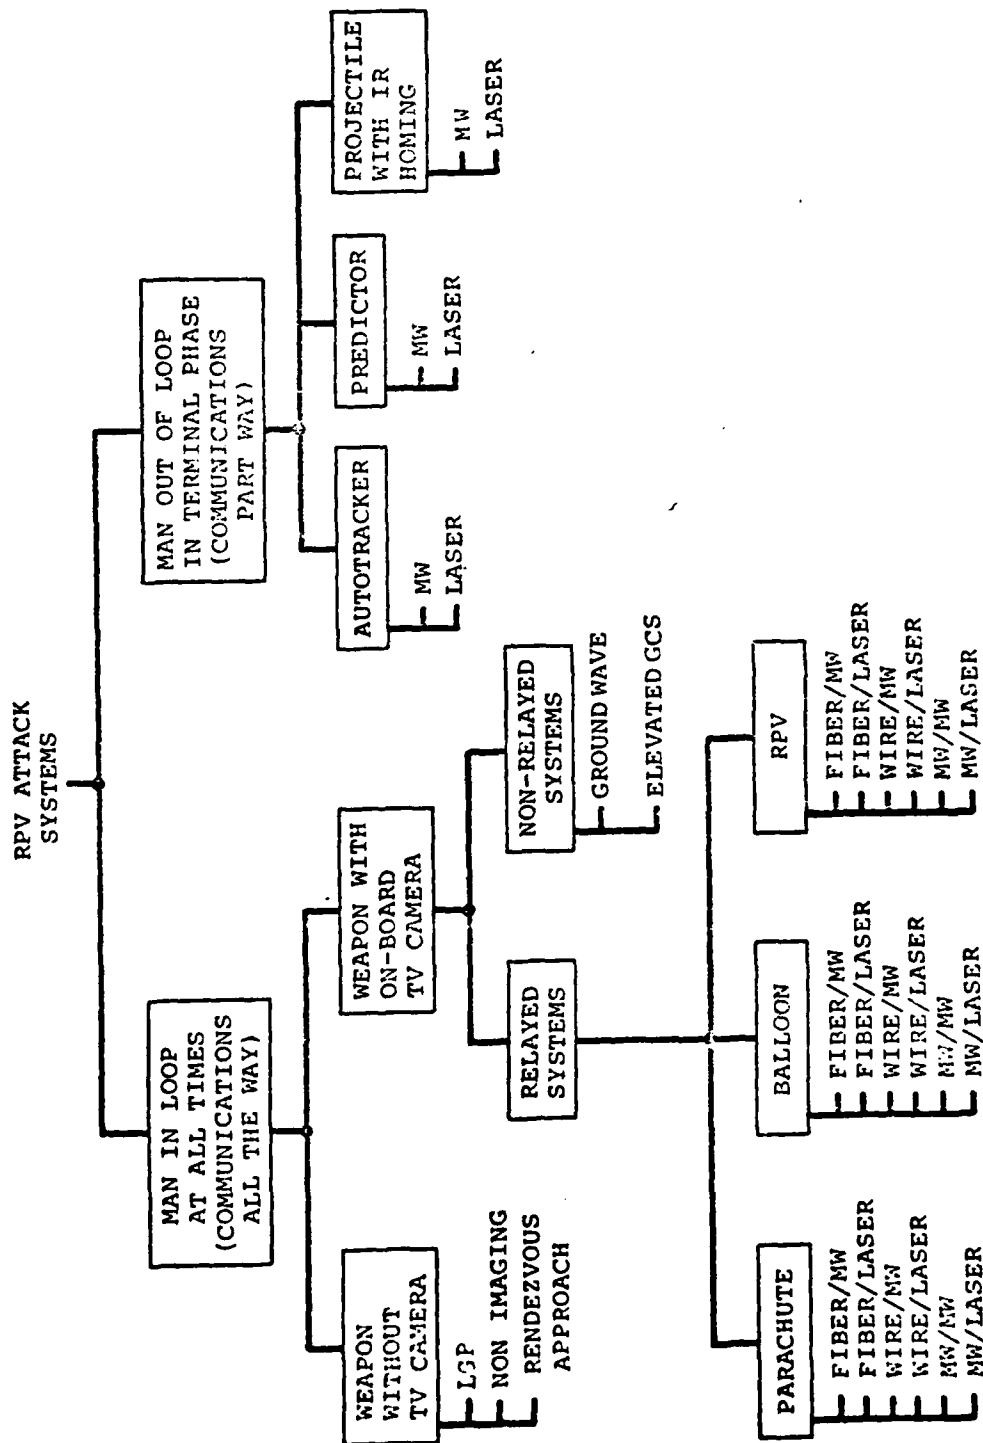 RPV ATTACK
SYSTEMS
MAN IN LOOP
AT ALL TIMES
(COMMUNICATIONS
ALL THE WAY)
MAN OUT OF LOOP
IN TERMINAL PHASE
(COMMUNICATIONS
PART WAY)
WEAPON
WITHOUT
TV CAMERA
LGP
NON IMAGING
RENDEZVOUS
APPROACH
WEAPON WITH
ON-BOARD
TV CAMERA
AUTOTRACKER
MW
LASER
PREDICTOR
MW
LASER
PROJECTILE
WITH IR
HOMING
MW
LASER
RELAYED
SYSTEMS
NON-RELAYED
SYSTEMS
GROUND WAVE
ELEVATED GCS
PARACHUTE
FIBER/MW
FIBER/LASER
WIRE/MW
WIRE/LASER
MW/MW
MW/LASER
BALLOON
FIBER/MW
FIBER/LASER
WIRE/MW
WIRE/LASER
MW/MW
MW/LASER
RPV
FIBER/MW
FIBER/LASER
WIRE/MW
WIRE/LASER
MW/MW
MW/LASER